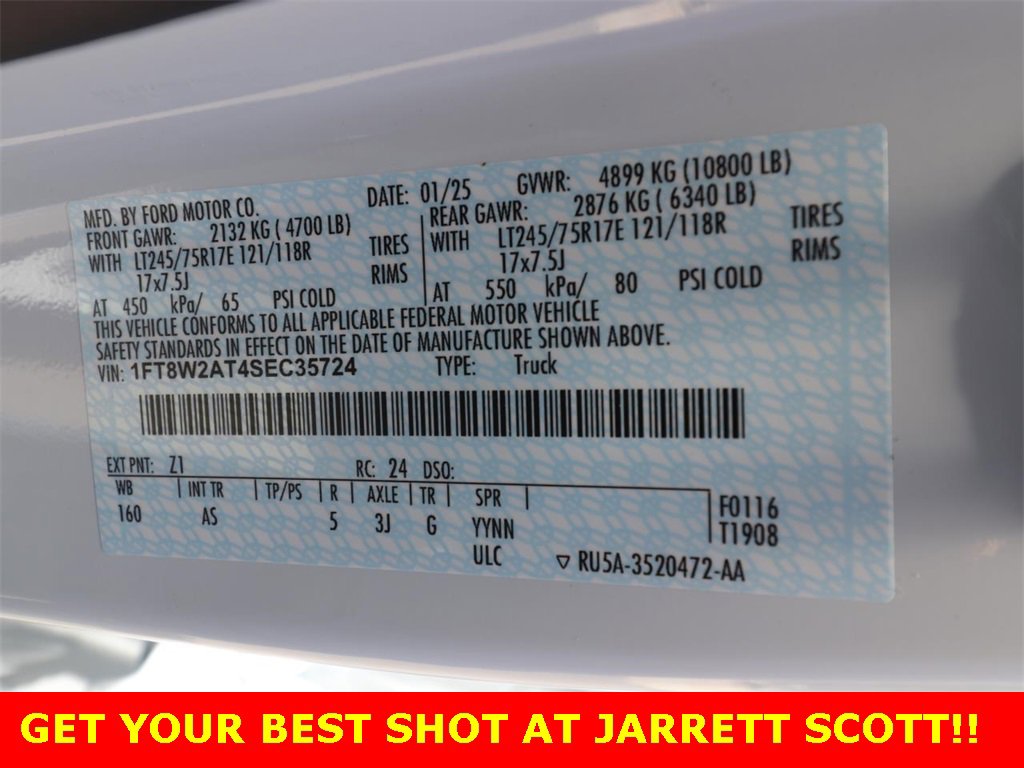 MFD. BY FORD MOTOR CO. DATE: 01/25 GVWR: 4899 KG (10800 LB)
FRONT GAWR: 2132 KG ( 4700 LB) REAR GAWR: 2876 KG ( 6340 LB)
WITH LT245/75R17E 121/118R TIRES WITH LT245/75R17E 121/118R TIRES
17x7.5J RIMS 17x7.5J RIMS
AT 450 kPa/ 65 PSI COLD AT 550 kPa/ 80 PSI COLD
THIS VEHICLE CONFORMS TO ALL APPLICABLE FEDERAL MOTOR VEHICLE
SAFETY STANDARDS IN EFFECT ON THE DATE OF MANUFACTURE SHOWN ABOVE.
VIN: 1FT8W2AT4SEC35724 TYPE: Truck
EXT PNT: Z1 RC: 24 DSO:
WB INT TR TP/PS R AXLE TR SPR F0116
160 AS 5 3J G YYNN T1908
ULC ▽ RU5A-3520472-AA
GET YOUR BEST SHOT AT JARRETT SCOTT!!